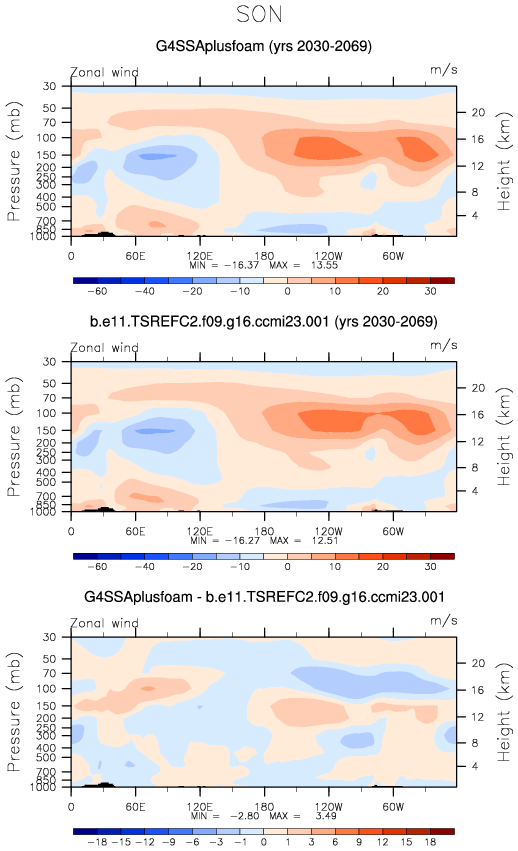 SON
G4SSAplusfoam (yrs 2030-2069)
Zonal wind m/s
Pressure (mb)
30
50
70
100
150
200
250
300
400
500
700
850
1000
20
16
12
8
4
Height (km)
0 60E 120E 180 120W 60W
MIN = -16.37 MAX = 13.55
-60 -40 -20 -10 0 10 20 30
b.e11.TSREFC2.f09.g16.ccmi23.001 (yrs 2030-2069)
Zonal wind m/s
Pressure (mb)
30
50
70
100
150
200
250
300
400
500
700
850
1000
20
16
12
8
4
Height (km)
0 60E 120E 180 120W 60W
MIN = -16.27 MAX = 12.51
-60 -40 -20 -10 0 10 20 30
G4SSAplusfoam - b.e11.TSREFC2.f09.g16.ccmi23.001
Zonal wind m/s
Pressure (mb)
30
50
70
100
150
200
250
300
400
500
700
850
1000
20
16
12
8
4
Height (km)
0 60E 120E 180 120W 60W
MIN = -2.80 MAX = 3.49
-18 -15 -12 -9 -6 -3 -1 0 1 3 6 9 12 15 18